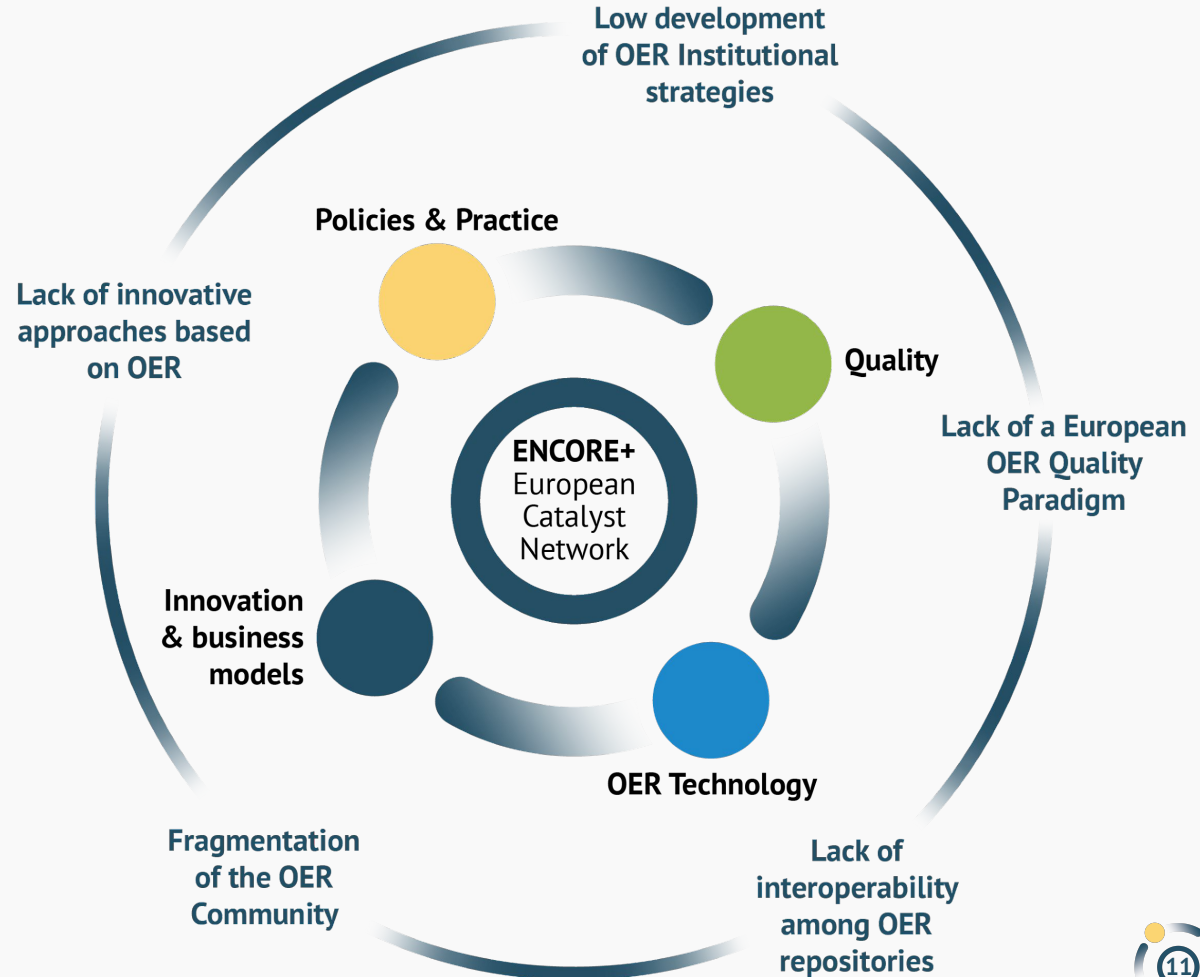 Low development
of OER Institutional
strategies
Policies & Practice
Lack of innovative
approaches based
on OER
Quality
Lack of a European
OER Quality
Paradigm
ENCORE+
European
Catalyst
Network
Innovation
& business
models
OER Technology
Fragmentation
of the OER
Community
Lack of
interoperability
among OER
repositories
11